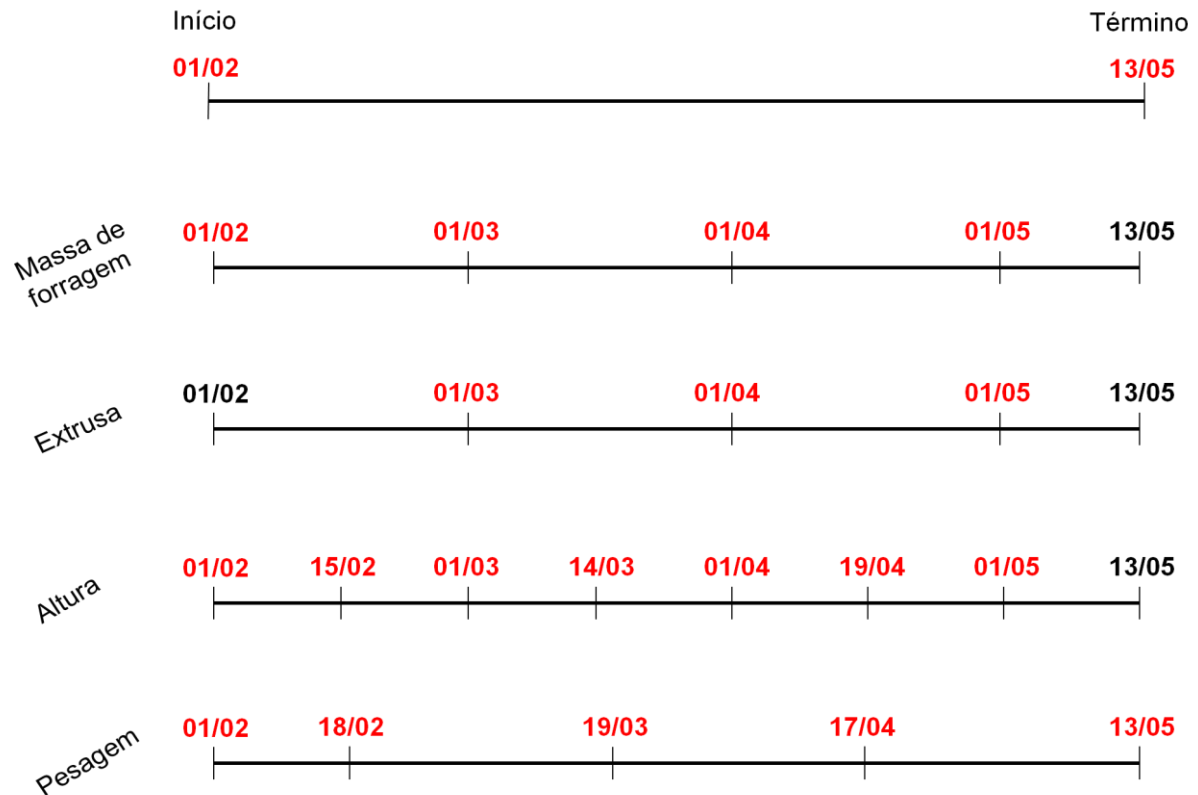 Início Término
01/02 13/05
Massa de
forragem
01/02 01/03 01/04 01/05 13/05
Extrusa
01/02 01/03 01/04 01/05 13/05
Altura
01/02 15/02 01/03 14/03 01/04 19/04 01/05 13/05
Pesagem
01/02 18/02 19/03 17/04 13/05